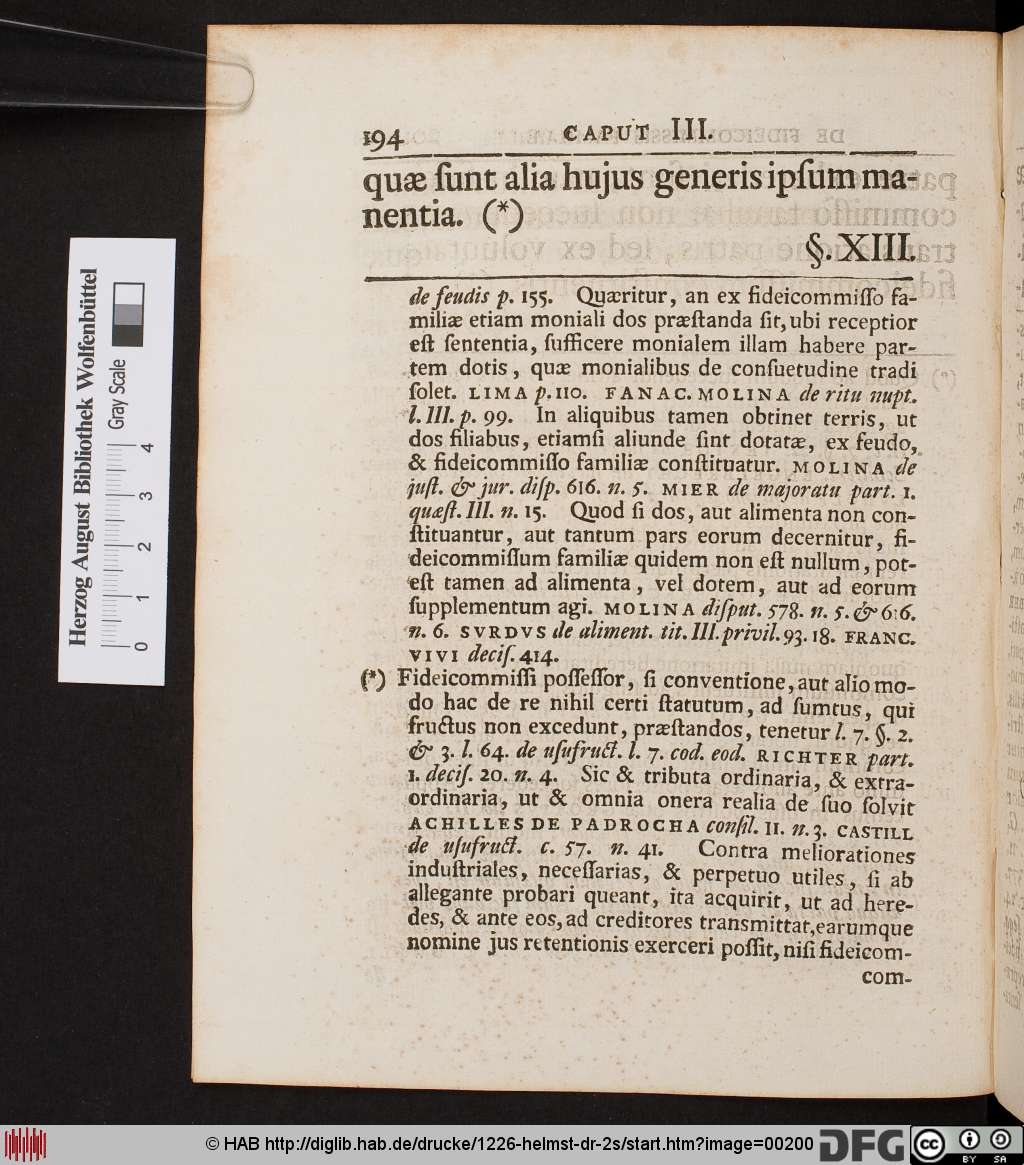 194 CAPUT III.
quæ ſunt alia hujus generis ipſum ma-
nentia. (*)
§. XIII.
de feudis p. 155. Quæritur, an ex fideicommiſſo fa-
miliæ etiam moniali dos præſtanda ſit, ubi receptior
eſt ſententia, ſufficere monialem illam habere par-
tem dotis, quæ monialibus de conſuetudine tradi
ſolet. LIMA p. 110. FANAC. MOLINA de ritu nupt.
l. III. p. 99. In aliquibus tamen obtinet terris, ut
dos filiabus, etiamſi aliunde ſint dotatæ, ex feudo,
& fideicommiſſo familiæ conſtituatur. MOLINA de
juſt. & jur. diſp. 616. n. 5. MIER de majoratu part. 1.
quæſt. III. n. 15. Quod ſi dos, aut alimenta non con-
ſtituantur, aut tantum pars eorum decernitur, fi-
deicommiſſum familiæ quidem non eſt nullum, pot-
eſt tamen ad alimenta, vel dotem, aut ad eorum
ſupplementum agi. MOLINA diſput. 578. n. 5. & 616.
n. 6. SVRDVS de aliment. tit. III. privil. 93. 18. FRANC.
VIVI deciſ. 414.
(*) Fideicommiſſi poſſeſſor, ſi conventione, aut alio mo-
do hac de re nihil certi ſtatutum, ad ſumtus, qui
fructus non excedunt, præſtandos, tenetur l. 7. §. 2.
& 3. l. 64. de uſufruct. l. 7. cod. eod. RICHTER part.
1. deciſ. 20. n. 4. Sic & tributa ordinaria, & extra-
ordinaria, ut & omnia onera realia de ſuo ſolvit
ACHILLES DE PADROCHA conſil. II. n. 3. CASTILL
de uſufruct. c. 57. n. 41. Contra meliorationes
induſtriales, neceſſarias, & perpetuo utiles, ſi ab
allegante probari queant, ita acquirit, ut ad here-
des, & ante eos, ad creditores transmittat, earumque
nomine jus retentionis exerceri poſſit, niſi fideicom-
com-
Herzog August Bibliothek Wolfenbüttel
Gray Scale
0 1 2 3 4
© HAB http://diglib.hab.de/drucke/1226-helmst-dr-2s/start.htm?image=00200
DFG
cc BY SA